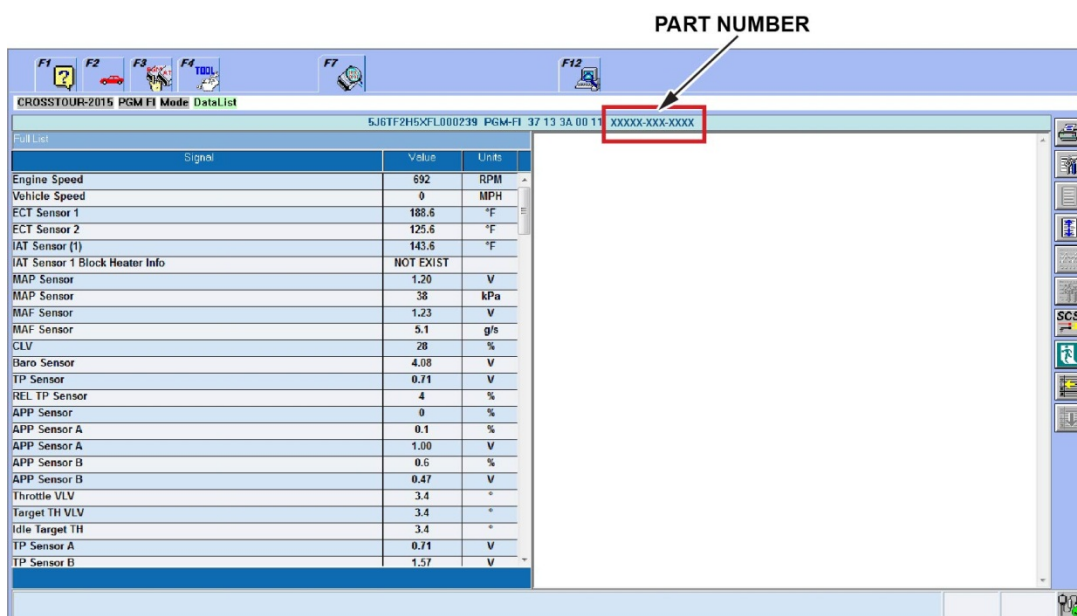 PART NUMBER
F1 F2 F3 F4 TOOL F7 F12
CROSSTOUR-2015 PGM FI Mode DataList
5J6TF2H5XFL000239 PGM-FI 37 13 3A 00 11 XXXXX-XXX-XXXX
Full List
Signal Value Units
Engine Speed 692 RPM
Vehicle Speed 0 MPH
ECT Sensor 1 188.6 °F
ECT Sensor 2 125.6 °F
IAT Sensor (1) 143.6 °F
IAT Sensor 1 Block Heater Info NOT EXIST
MAP Sensor 1.20 V
MAP Sensor 38 kPa
MAF Sensor 1.23 V
MAF Sensor 5.1 g/s
CLV 28 %
Baro Sensor 4.08 V
TP Sensor 0.71 V
REL TP Sensor 4 %
APP Sensor 0 %
APP Sensor A 0.1 %
APP Sensor A 1.00 V
APP Sensor B 0.6 %
APP Sensor B 0.47 V
Throttle VLV 3.4 °
Target TH VLV 3.4 °
Idle Target TH 3.4 °
TP Sensor A 0.71 V
TP Sensor B 1.57 V
SCS